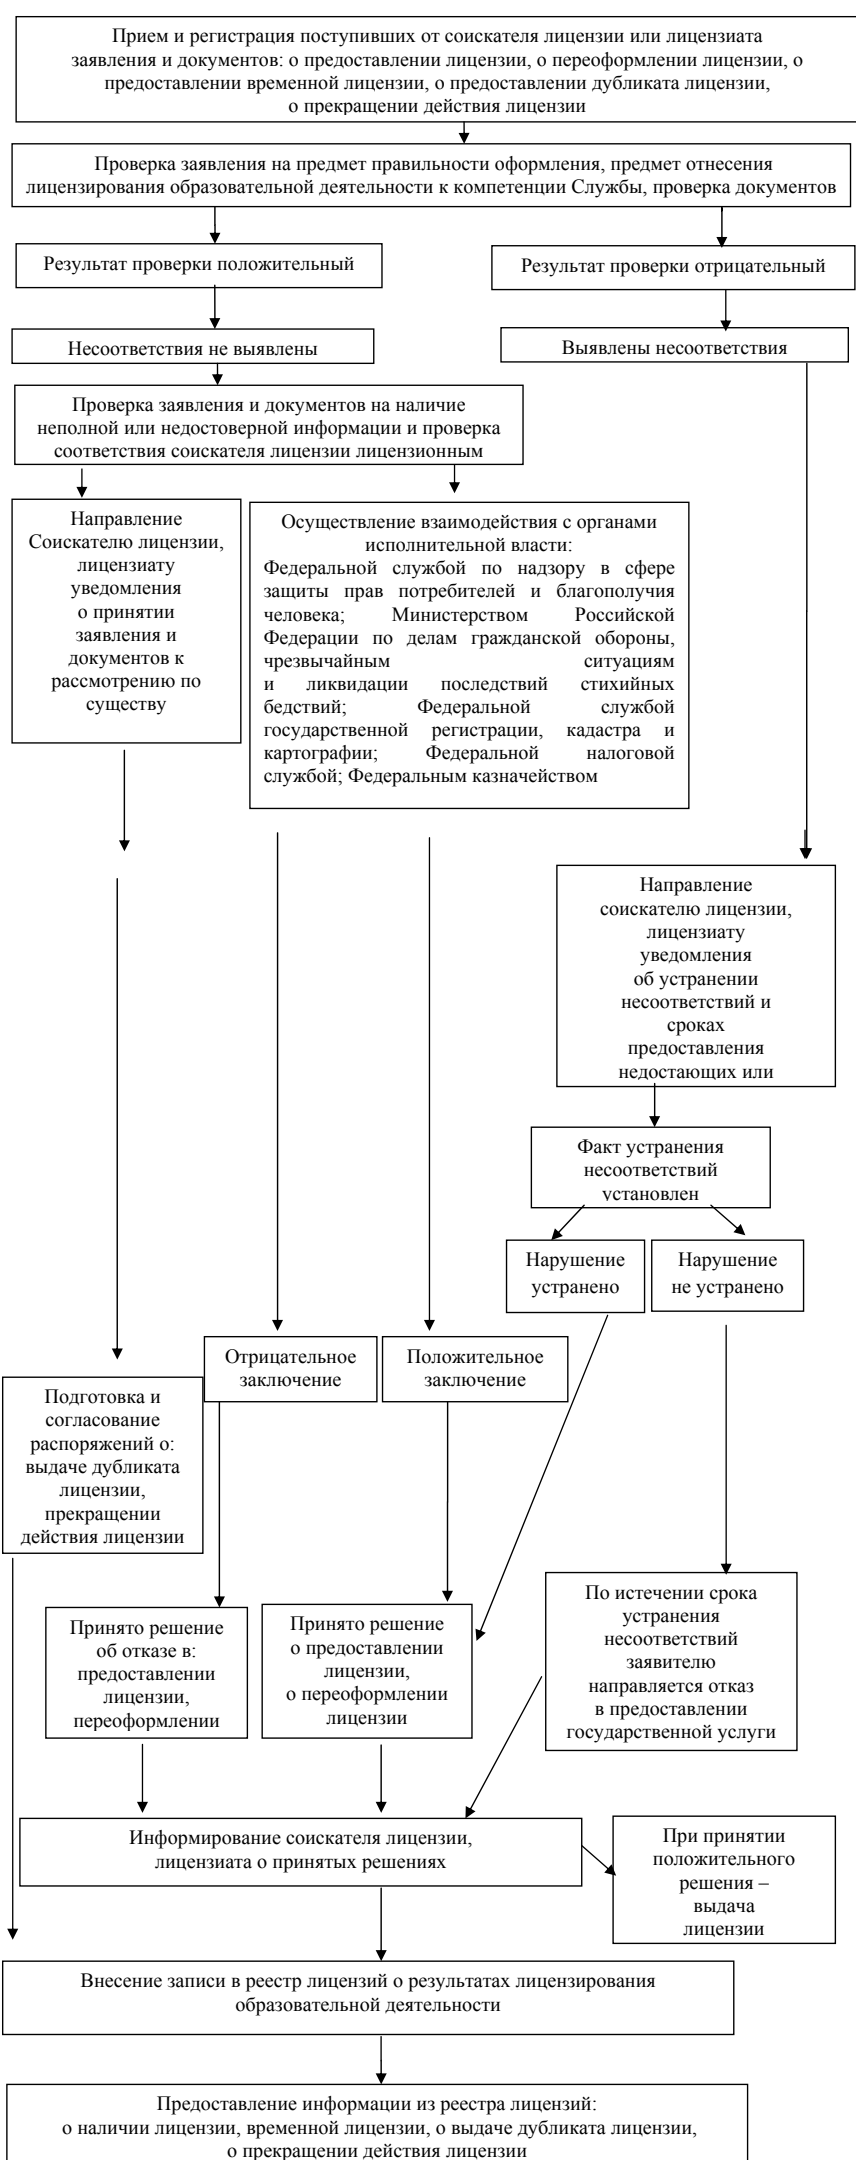 Прием и регистрация поступивших от соискателя лицензии или лицензиата
заявления и документов: о предоставлении лицензии, о переоформлении лицензии, о
предоставлении временной лицензии, о предоставлении дубликата лицензии,
о прекращении действия лицензии
Проверка заявления на предмет правильности оформления, предмет отнесения
лицензирования образовательной деятельности к компетенции Службы, проверка документов
Результат проверки положительный
Результат проверки отрицательный
Несоответствия не выявлены
Выявлены несоответствия
Проверка заявления и документов на наличие
неполной или недостоверной информации и проверка
соответствия соискателя лицензии лицензионным
Направление
Соискателю лицензии,
лицензиату
уведомления
о принятии
заявления и
документов к
рассмотрению по
существу
Осуществление взаимодействия с органами
исполнительной власти:
Федеральной службой по надзору в сфере
защиты прав потребителей и благополучия
человека; Министерством Российской
Федерации по делам гражданской обороны,
чрезвычайным ситуациям
и ликвидации последствий стихийных
бедствий; Федеральной службой
государственной регистрации, кадастра и
картографии; Федеральной налоговой
службой; Федеральным казначейством
Направление
соискателю лицензии,
лицензиату
уведомления
об устранении
несоответствий и
сроках
предоставления
недостающих или
Факт устранения
несоответствий
установлен
Нарушение
устранено
Нарушение
не устранено
Отрицательное
заключение
Положительное
заключение
Подготовка и
согласование
распоряжений о:
выдаче дубликата
лицензии,
прекращении
действия лицензии
Принято решение
об отказе в:
предоставлении
лицензии,
переоформлении
Принято решение
о предоставлении
лицензии,
о переоформлении
лицензии
По истечении срока
устранения
несоответствий
заявителю
направляется отказ
в предоставлении
государственной услуги
Информирование соискателя лицензии,
лицензиата о принятых решениях
При принятии
положительного
решения –
выдача
лицензии
Внесение записи в реестр лицензий о результатах лицензирования
образовательной деятельности
Предоставление информации из реестра лицензий:
о наличии лицензии, временной лицензии, о выдаче дубликата лицензии,
о прекращении действия лицензии